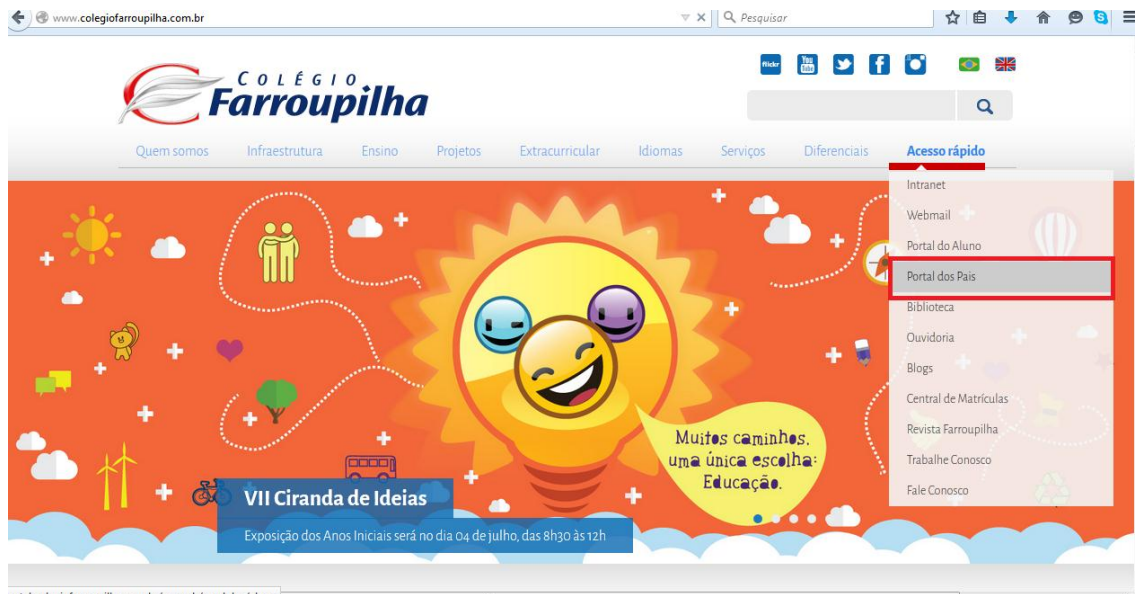 www.colegiofarroupilha.com.br
Pesquisar
COLÉGIO
Farroupilha
flickr
You
Tube
Quem somos Infraestrutura Ensino Projetos Extracurricular Idiomas Serviços Diferenciais Acesso rápido
Intranet
Webmail
Portal do Aluno
Portal dos Pais
Biblioteca
Ouvidoria
Blogs
Central de Matrículas
Revista Farroupilha
Trabalhe Conosco
Fale Conosco
Muitos caminhos,
uma única escolha:
Educação.
VII Ciranda de Ideias
Exposição dos Anos Iniciais será no dia 04 de julho, das 8h30 às 12h